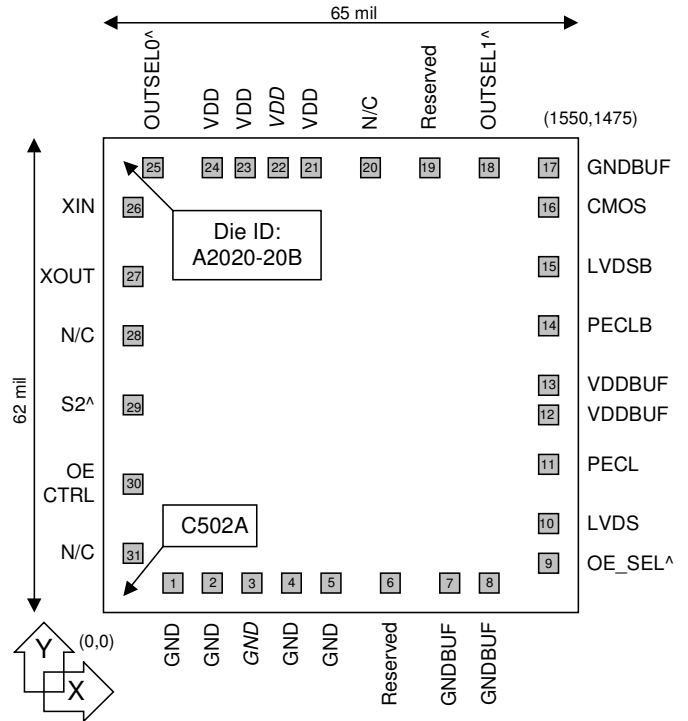 65 mil
OUTSEL0^
VDD
VDD
VDD
VDD
N/C
Reserved
OUTSEL1^
(1550,1475)
25
24
23
22
21
20
19
18
17
GNDBUF
XIN
26
16
CMOS
Die ID:
A2020-20B
XOUT
27
15
LVDSB
N/C
28
14
PECLB
62 mil
S2^
29
13
VDDBUF
12
VDDBUF
OE
CTRL
30
11
PECL
C502A
10
LVDS
N/C
31
9
OE_SEL^
1
2
3
4
5
6
7
8
Y
X
(0,0)
GND
GND
GND
GND
GND
Reserved
GNDBUF
GNDBUF